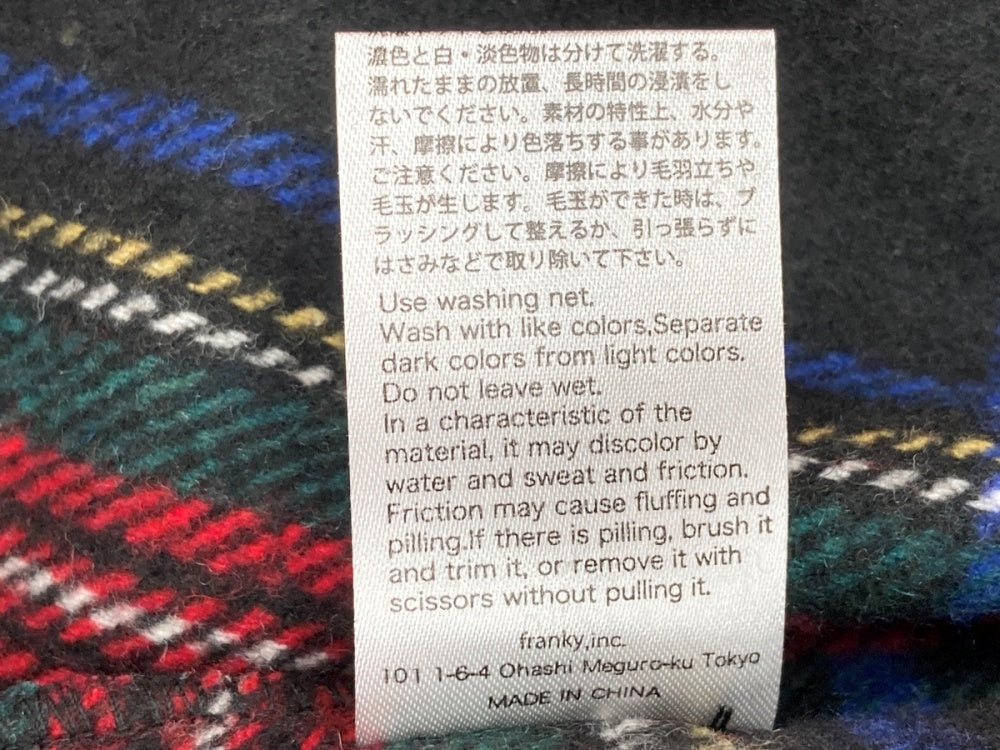 濃色と白・淡色物は分けて洗濯する。
濡れたままの放置、長時間の浸漬をし
ないでください。素材の特性上、水分や
汗、摩擦により色落ちする事があります。
ご注意ください。摩擦により毛羽立ちや
毛玉が生します。毛玉ができた時は、ブ
ラッシングして整えるか、引っ張らずに
はさみなどで取り除いて下さい。
Use washing net.
Wash with like colors,Separate
dark colors from light colors.
Do not leave wet.
In a characteristic of the
material, it may discolor by
water and sweat and friction.
Friction may cause fluffing and
pilling.If there is pilling, brush it
and trim it, or remove it with
scissors without pulling it.
franky,inc.
101 1-6-4 Ohashi Meguro-ku Tokyo
MADE IN CHINA